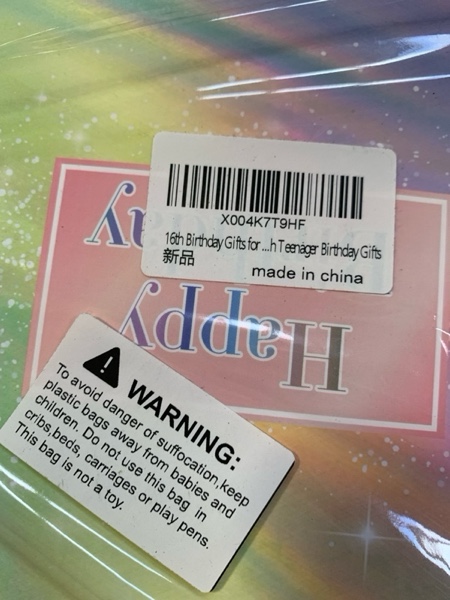 X004K7T9HF
16th Birthday Gifts for ...h Teenager Birthday Gifts
新品
made in china
Happy
WARNING:
To avoid danger of suffocation,keep
plastic bags away from babies and
children. Do not use this bag in
cribs,beds, carriages or play pens.
This bag is not a toy.